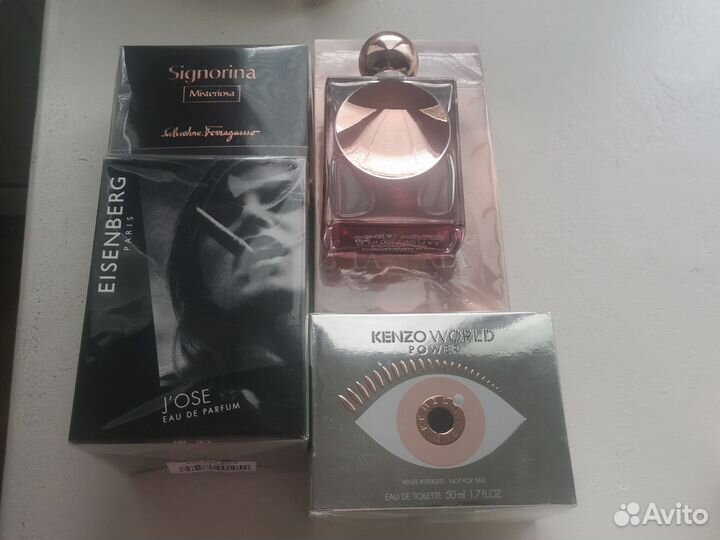 Signorina
Misteriosa
Salvatore Ferragamo
EISENBERG
PARIS
J'OSE
EAU DE PARFUM
KENZO WORLD
POWER
KENZO
VENTE INTERDITE - NOT FOR SALE
EAU DE TOILETTE 50 ml 1.7 FL.OZ.
Avito